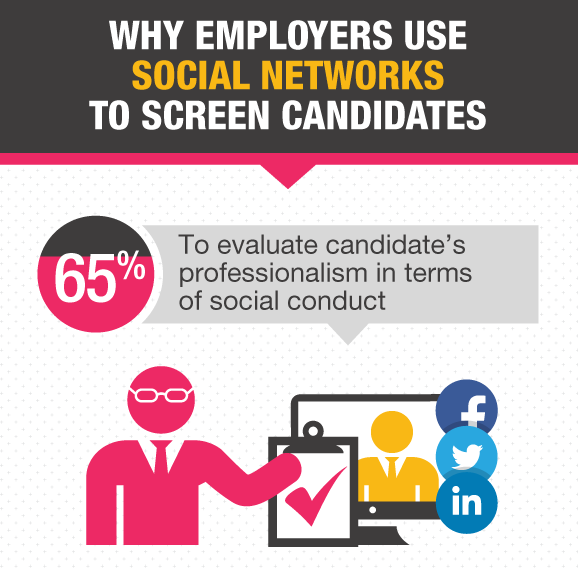 WHY EMPLOYERS USE
SOCIAL NETWORKS
TO SCREEN CANDIDATES
65%
To evaluate candidate's
professionalism in terms
of social conduct
f
in